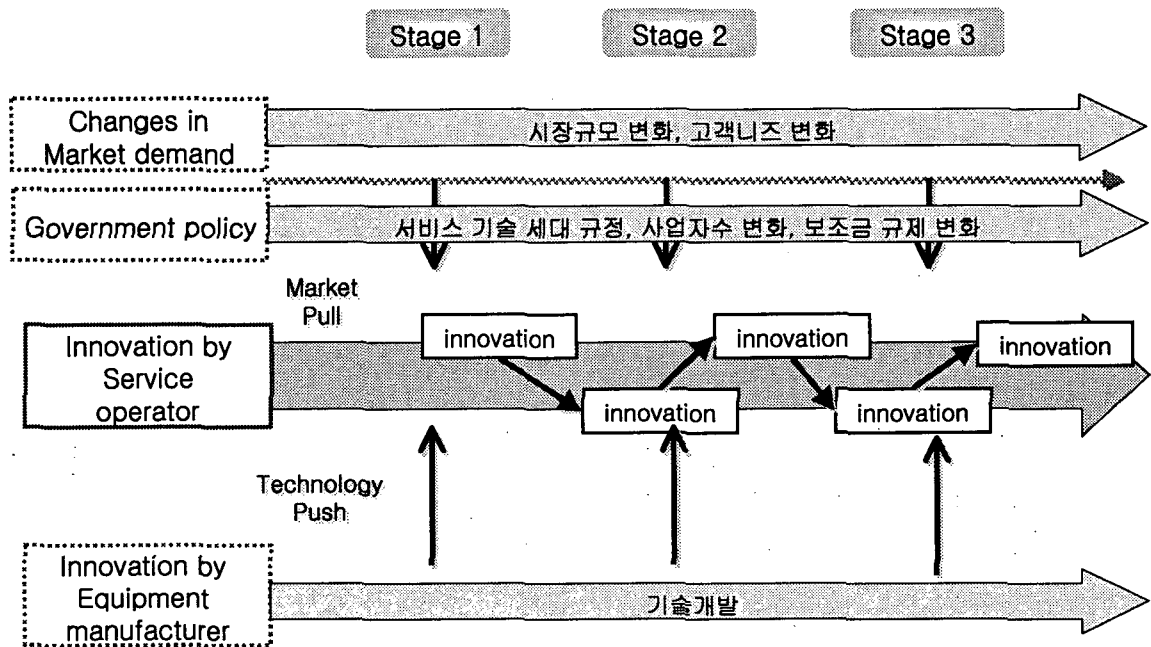 Stage 1
Stage 2
Stage 3
Changes in
Market demand
시장규모 변화, 고객니즈 변화
Government policy
서비스 기술 세대 규정, 사업자수 변화, 보조금 규제 변화
Market
Pull
Innovation by
Service
operator
innovation
innovation
innovation
innovation
innovation
Technology
Push
Innovation by
Equipment
manufacturer
기술개발